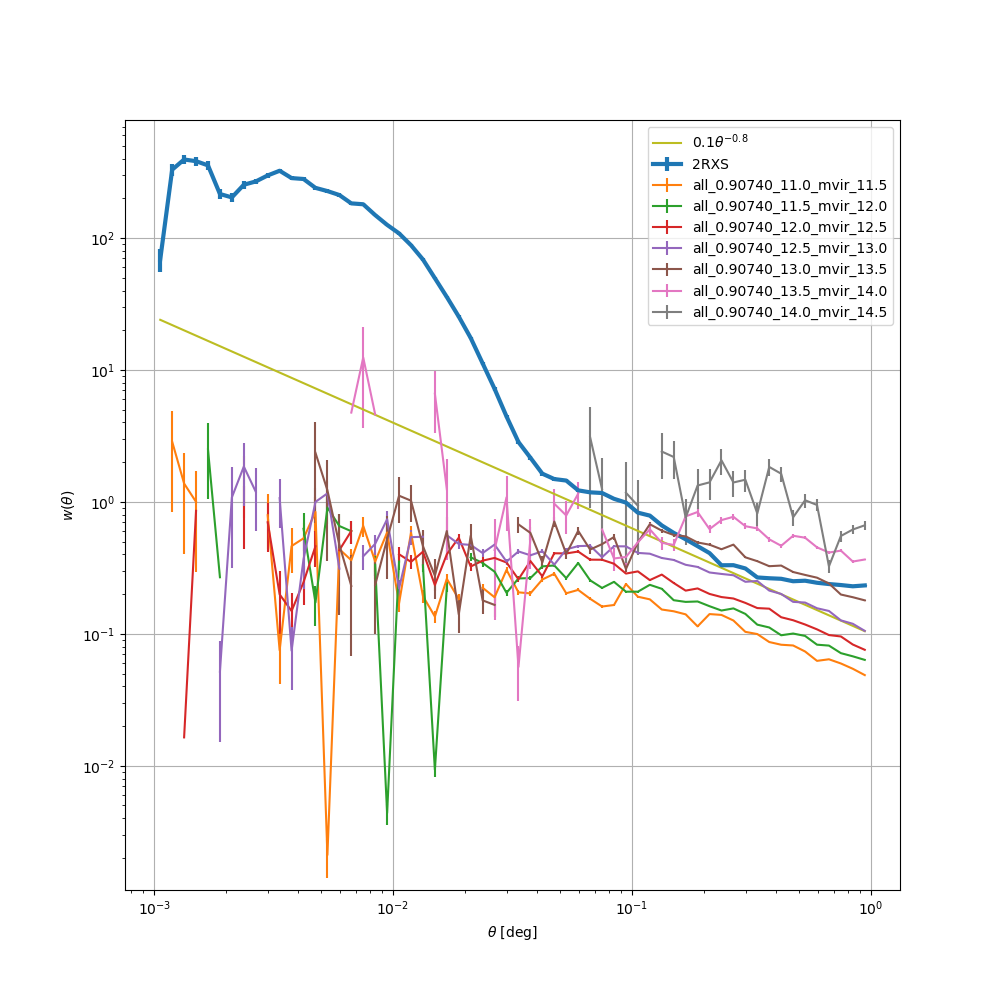 0.1θ^{-0.8}
2RXS
all_0.90740_11.0_mvir_11.5
all_0.90740_11.5_mvir_12.0
all_0.90740_12.0_mvir_12.5
all_0.90740_12.5_mvir_13.0
all_0.90740_13.0_mvir_13.5
all_0.90740_13.5_mvir_14.0
all_0.90740_14.0_mvir_14.5
10^2
10^1
10^0
10^{-1}
10^{-2}
w(θ)
10^{-3} 10^{-2} 10^{-1} 10^0
θ [deg]